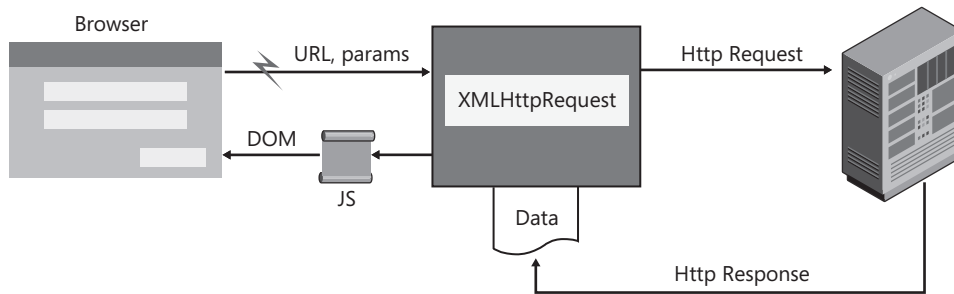 Browser
URL, params
Http Request
XMLHttpRequest
DOM
JS
Data
Http Response